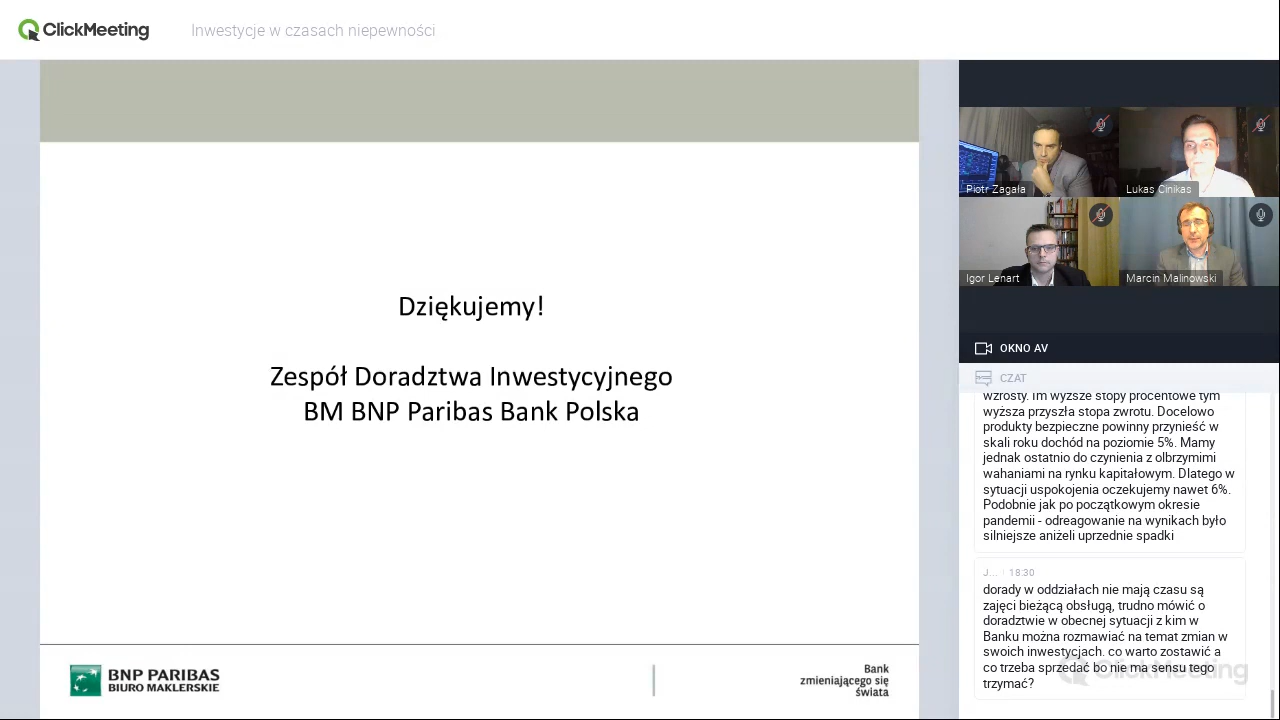 ClickMeeting
Inwestycje w czasach niepewności
Dziękujemy!
Zespół Doradztwa Inwestycyjnego
BM BNP Paribas Bank Polska
BNP PARIBAS
BIURO MAKLERSKIE
Bank
zmieniającego się
świata
Piotr Zagała
Lukas Cinikas
Igor Lenart
Marcin Malinowski
OKNO AV
CZAT
wzrosty. Im wyższe stopy procentowe tym
wyższa przyszła stopa zwrotu. Docelowo
produkty bezpieczne powinny przynieść w
skali roku dochód na poziomie 5%. Mamy
jednak ostatnio do czynienia z olbrzymimi
wahaniami na rynku kapitałowym. Dlatego w
sytuacji uspokojenia oczekujemy nawet 6%.
Podobnie jak po początkowym okresie
pandemii - odreagowanie na wynikach było
silniejsze aniżeli uprzednie spadki
J... 18:30
dorady w oddziałach nie mają czasu są
zajęci bieżącą obsługą, trudno mówić o
doradztwie w obecnej sytuacji z kim w
Banku można rozmawiać na temat zmian w
swoich inwestycjach. co warto zostawić a
co trzeba sprzedać bo nie ma sensu tego
trzymać?
ClickMeeting